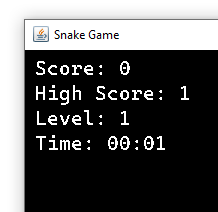 Snake Game
Score: 0
High Score: 1
Level: 1
Time: 00:01